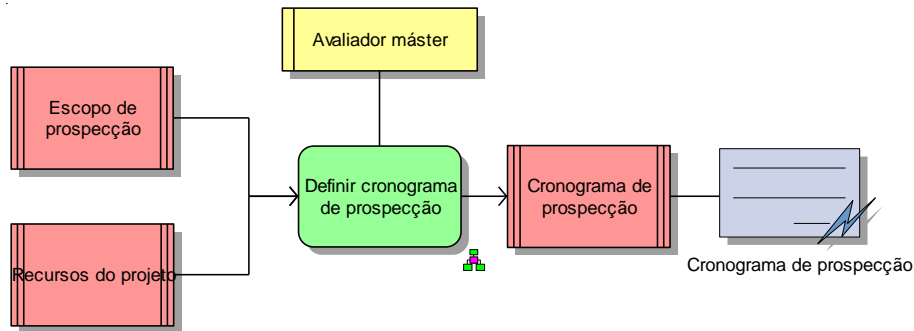 Avaliador máster
Escopo de
prospecção
Definir cronograma
de prospecção
Cronograma de
prospecção
Recursos do projeto
Cronograma de prospecção